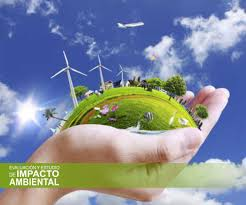 EVALUACIÓN Y ESTUDIO
DE IMPACTO
AMBIENTAL